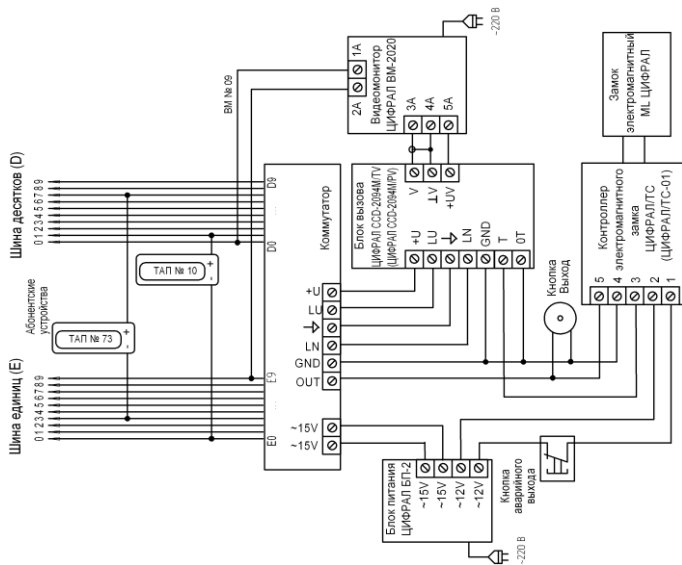 Шина десятков (D)
0 1 2 3 4 5 6 7 8 9
Шина единиц (E)
0 1 2 3 4 5 6 7 8 9
Абонентские
устройства
ТАП № 73
+
-
ТАП № 10
+
-
ВМ № 09
D0
...
D9
E0
...
E9
Коммутатор
+U
LU
LN
GND
OUT
~15V
~15V
~220 В
1A
2A
Видеомонитор
ЦИФРАЛ ВМ-2020
3A
4A
5A
V
⊥V
+UV
Блок вызова
ЦИФРАЛ CCD-2094M/TV
(ЦИФРАЛ CCD-2094M/PV)
+U
LU
LN
GND
T
0T
Кнопка
Выход
Замок
электромагнитный
ML ЦИФРАЛ
Контроллер
электромагнитного
замка
ЦИФРАЛ/ТС
(ЦИФРАЛ/ТС-01)
5
4
3
2
1
Блок питания
ЦИФРАЛ БП-2
~15V
~15V
~12V
~12V
Кнопка
аварийного
выхода
~220 В